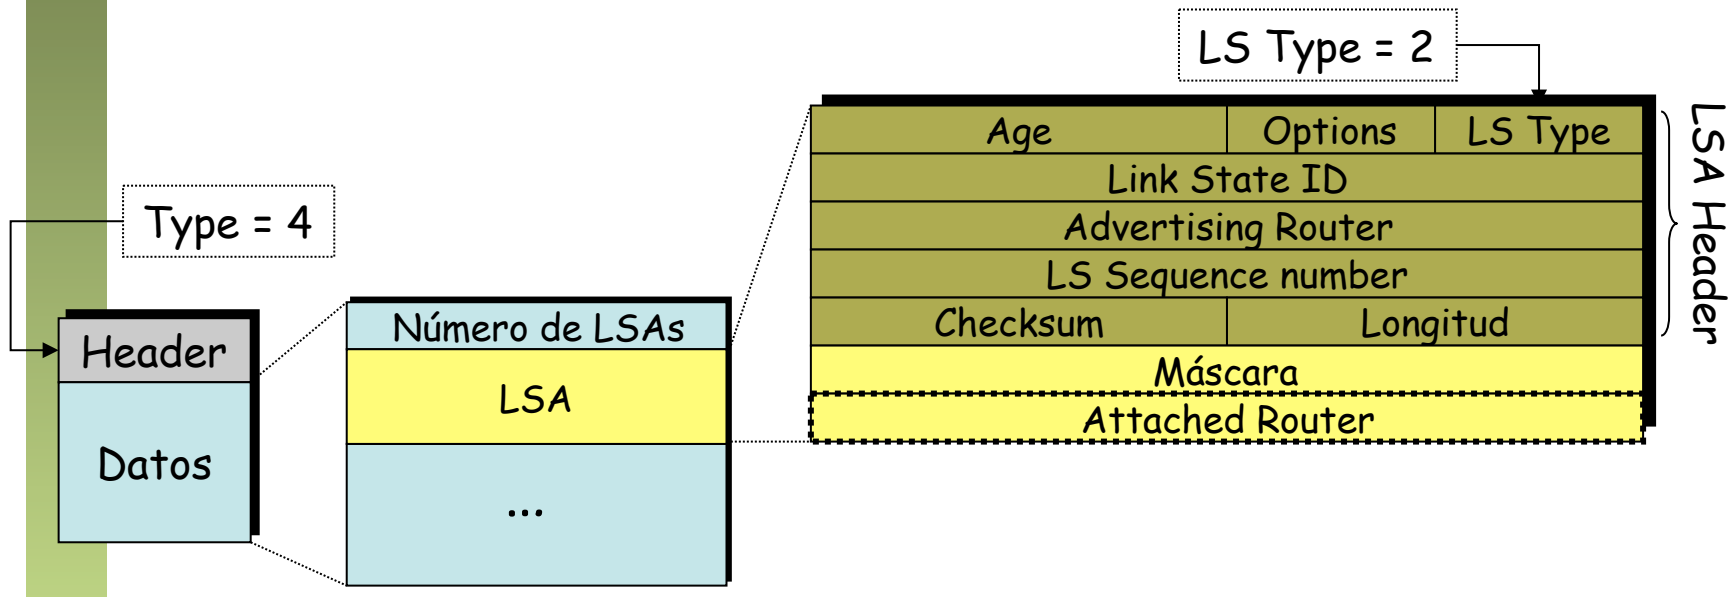 LS Type = 2
Type = 4
Header
Datos
Número de LSAs
LSA
...
Age Options LS Type
Link State ID
Advertising Router
LS Sequence number
Checksum Longitud
Máscara
Attached Router
LSA Header